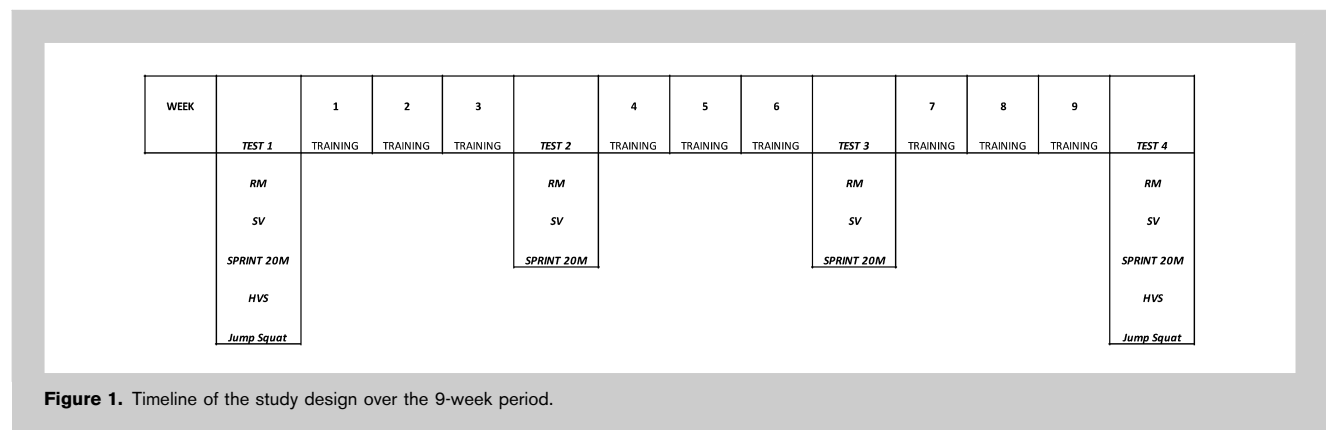 WEEK 1 2 3 4 5 6 7 8 9
TEST 1 TRAINING TRAINING TRAINING TEST 2 TRAINING TRAINING TRAINING TEST 3 TRAINING TRAINING TRAINING TEST 4
RM RM RM RM
SV SV SV SV
SPRINT 20M SPRINT 20M SPRINT 20M SPRINT 20M
HVS HVS
Jump Squat Jump Squat
Figure 1. Timeline of the study design over the 9-week period.